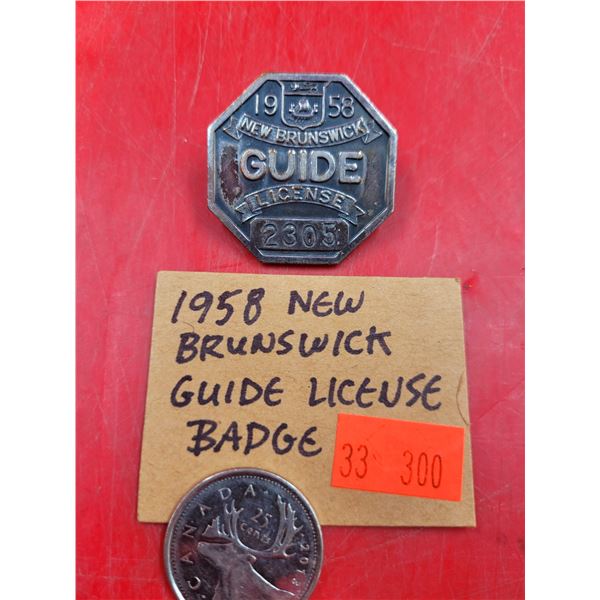 19 58
NEW BRUNSWICK
GUIDE
LICENSE
2305
1958 NEW
BRUNSWICK
GUIDE LICENSE
BADGE
33 300
CANADA
25
cents